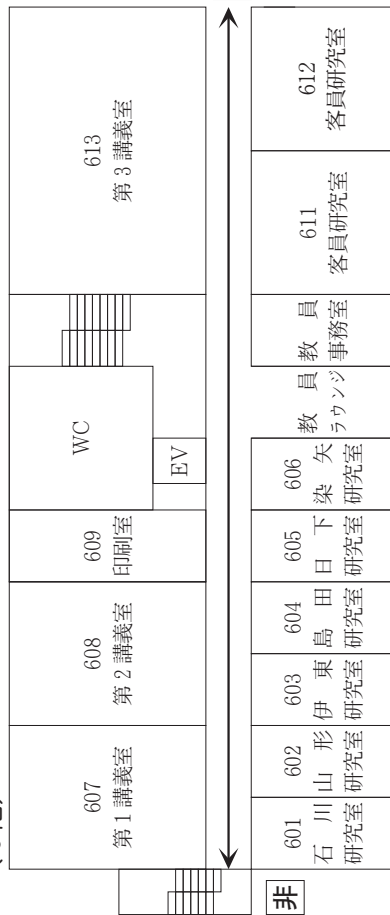 607
第1講義室
608
第2講義室
609
印刷室
WC
EV
613
第3講義室
601
石川
研究室
602
山形
研究室
603
伊東
研究室
604
島田
研究室
605
日下
研究室
606
染矢
研究室
教員
ラウンジ
教員
事務室
611
客員研究室
612
客員研究室
非